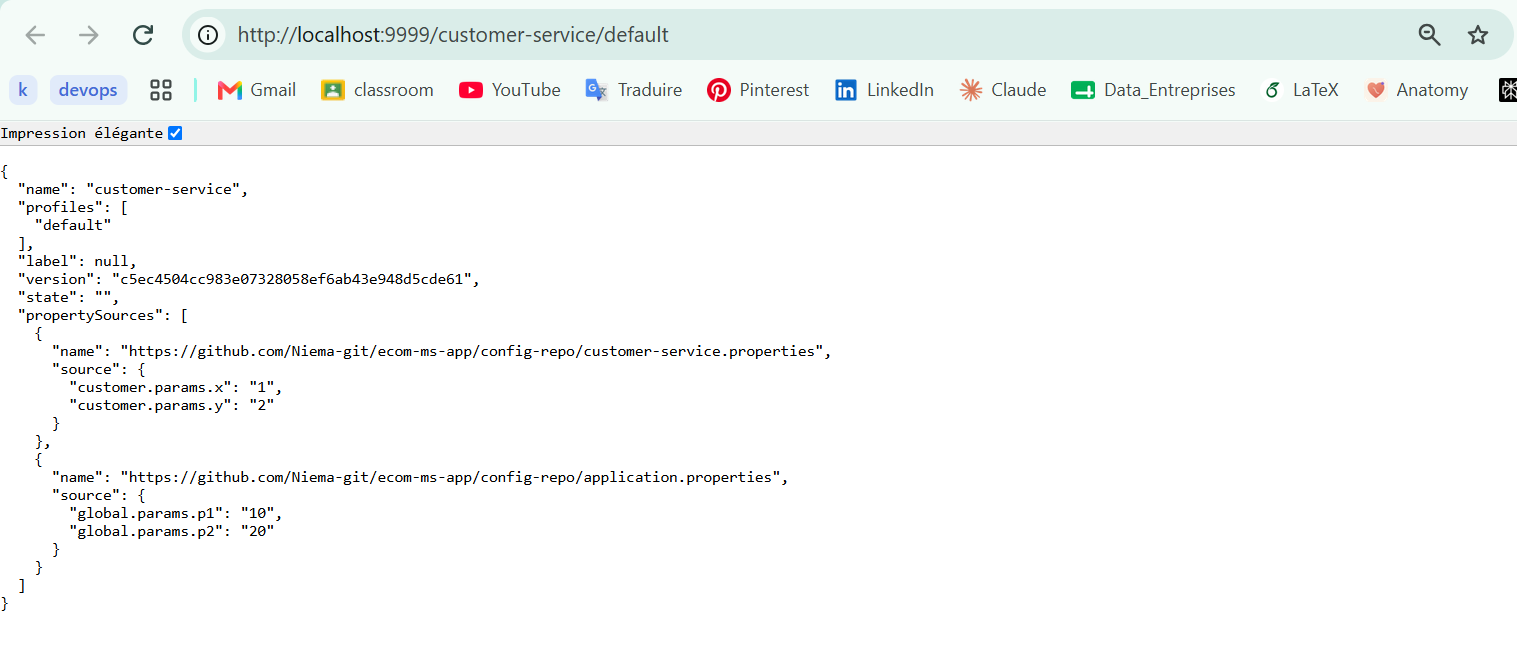 http://localhost:9999/customer-service/default
k devops Gmail classroom YouTube Traduire Pinterest LinkedIn Claude Data_Entreprises LaTeX Anatomy
Impression élégante
{
  "name": "customer-service",
  "profiles": [
    "default"
  ],
  "label": null,
  "version": "c5ec4504cc983e07328058ef6ab43e948d5cde61",
  "state": "",
  "propertySources": [
    {
      "name": "https://github.com/Niema-git/ecom-ms-app/config-repo/customer-service.properties",
      "source": {
        "customer.params.x": "1",
        "customer.params.y": "2"
      }
    },
    {
      "name": "https://github.com/Niema-git/ecom-ms-app/config-repo/application.properties",
      "source": {
        "global.params.p1": "10",
        "global.params.p2": "20"
      }
    }
  ]
}